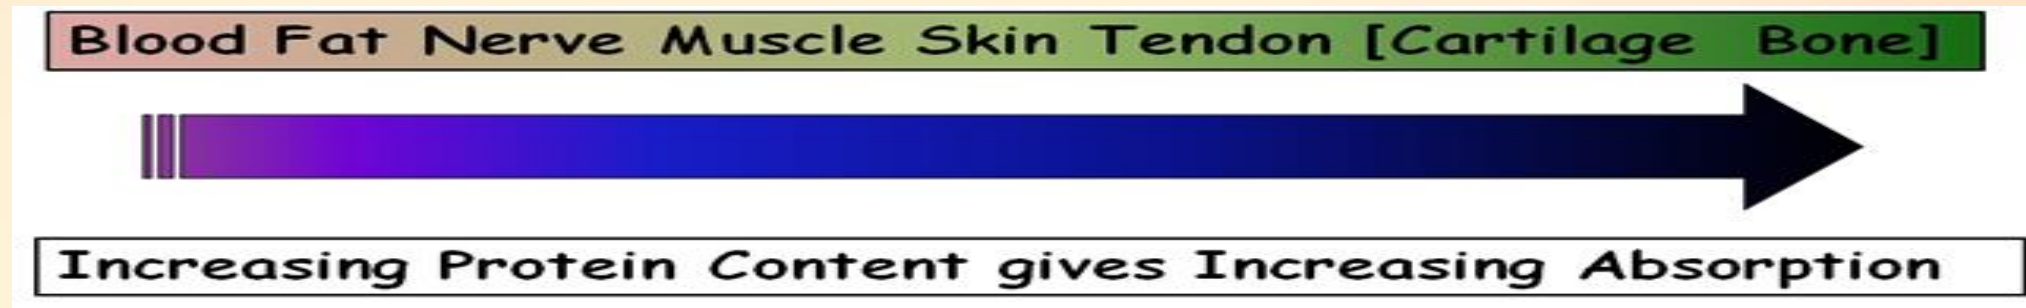 Blood Fat Nerve Muscle Skin Tendon [Cartilage Bone]
Increasing Protein Content gives Increasing Absorption